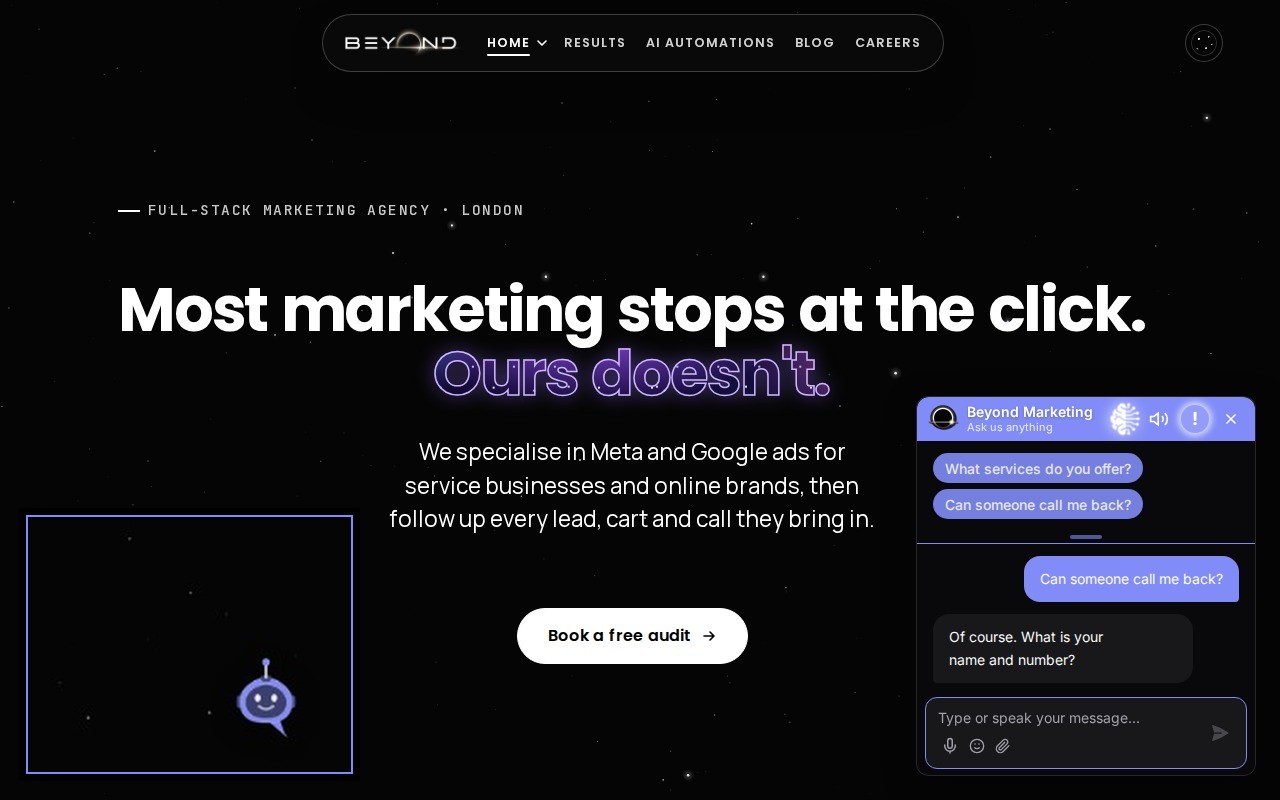 BEYOND
HOME
RESULTS
AI AUTOMATIONS
BLOG
CAREERS
FULL-STACK MARKETING AGENCY • LONDON
Most marketing stops at the click.
Ours doesn't.
We specialise in Meta and Google ads for
service businesses and online brands, then
follow up every lead, cart and call they bring in.
Book a free audit →
Beyond Marketing
Ask us anything
!
What services do you offer?
Can someone call me back?
Can someone call me back?
Of course. What is your
name and number?
Type or speak your message...